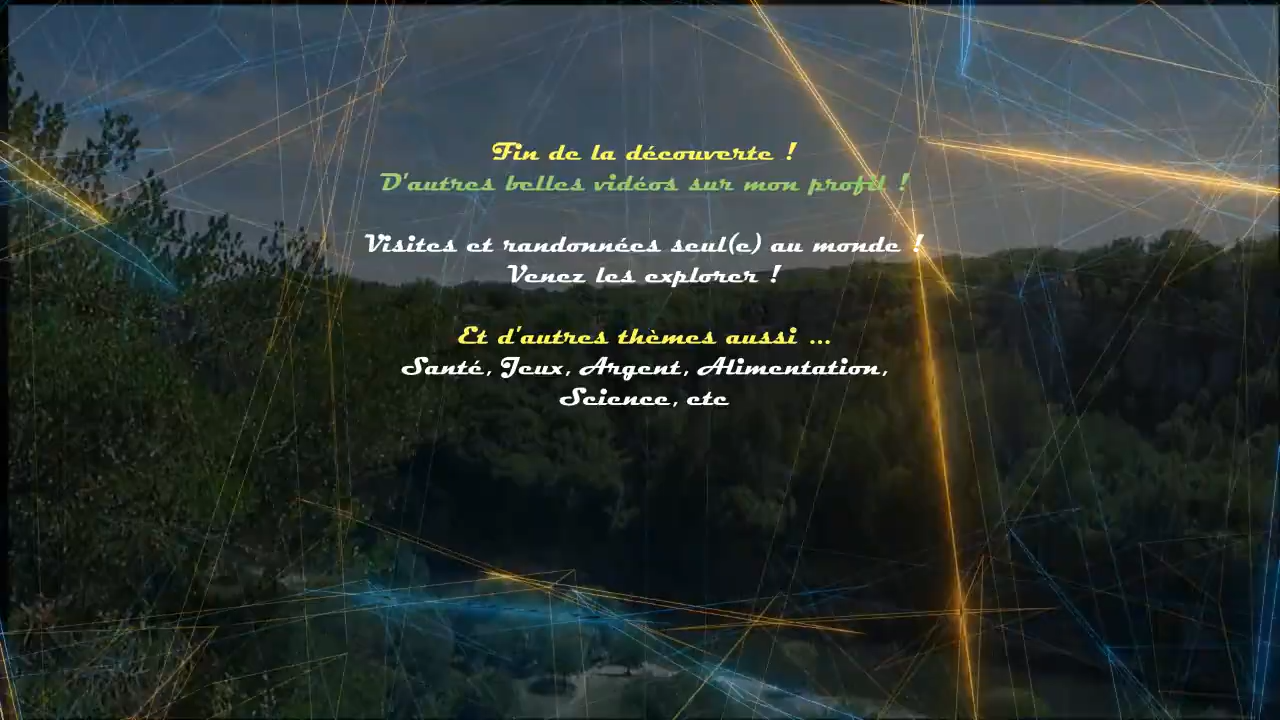 Fin de la découverte !
D'autres belles vidéos sur mon profil !
Visites et randonnées seul(e) au monde !
Venez les explorer !
Et d'autres thèmes aussi ...
Santé, Jeux, Argent, Alimentation,
Science, etc